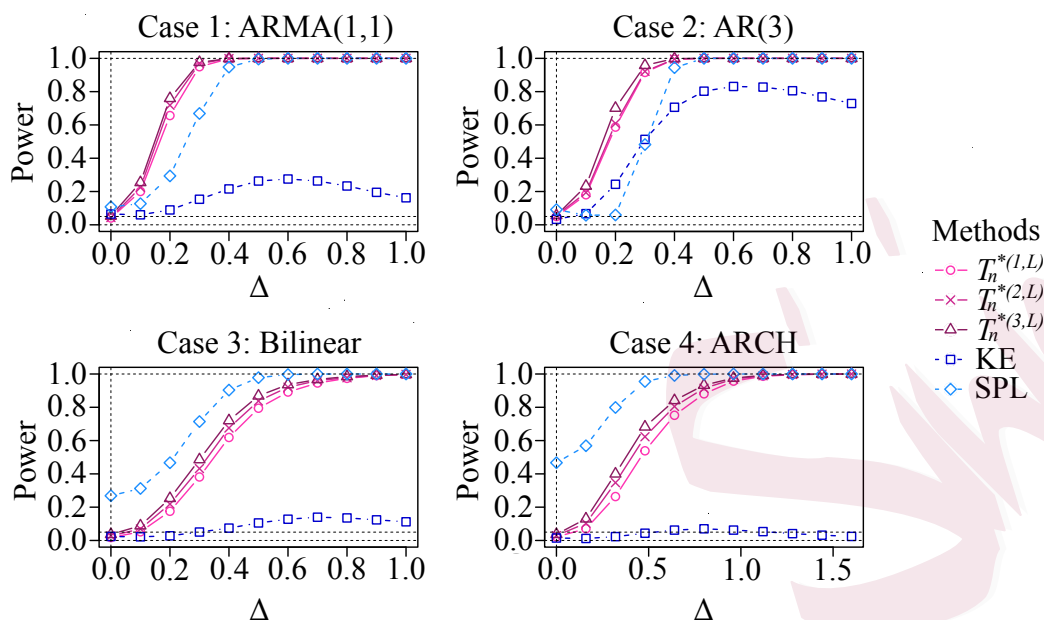 Case 1: ARMA(1,1)
Power
1.0
0.8
0.6
0.4
0.2
0.0
0.0 0.2 0.4 0.6 0.8 1.0
Δ
Case 2: AR(3)
Power
1.0
0.8
0.6
0.4
0.2
0.0
0.0 0.2 0.4 0.6 0.8 1.0
Δ
Case 3: Bilinear
Power
1.0
0.8
0.6
0.4
0.2
0.0
0.0 0.2 0.4 0.6 0.8 1.0
Δ
Case 4: ARCH
Power
1.0
0.8
0.6
0.4
0.2
0.0
0.0 0.5 1.0 1.5
Δ
Methods
T_n^{*(1,L)}
T_n^{*(2,L)}
T_n^{*(3,L)}
KE
SPL